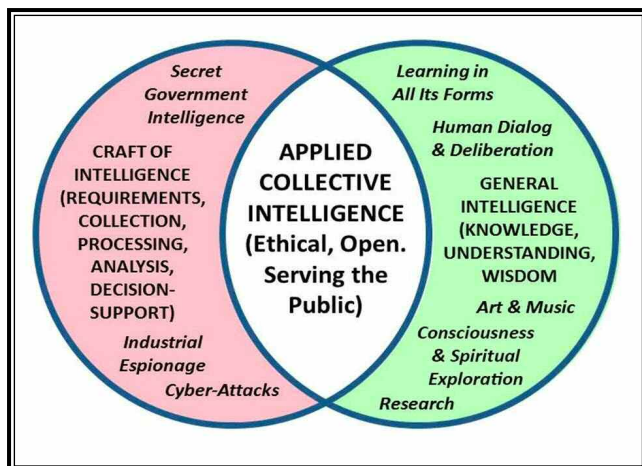 Secret
Government
Intelligence
CRAFT OF
INTELLIGENCE
(REQUIREMENTS,
COLLECTION,
PROCESSING,
ANALYSIS,
DECISION-
SUPPORT)
Industrial
Espionage
Cyber-Attacks
APPLIED
COLLECTIVE
INTELLIGENCE
(Ethical, Open.
Serving the
Public)
Learning in
All Its Forms
Human Dialog
& Deliberation
GENERAL
INTELLIGENCE
(KNOWLEDGE,
UNDERSTANDING,
WISDOM
Art & Music
Consciousness
& Spiritual
Exploration
Research